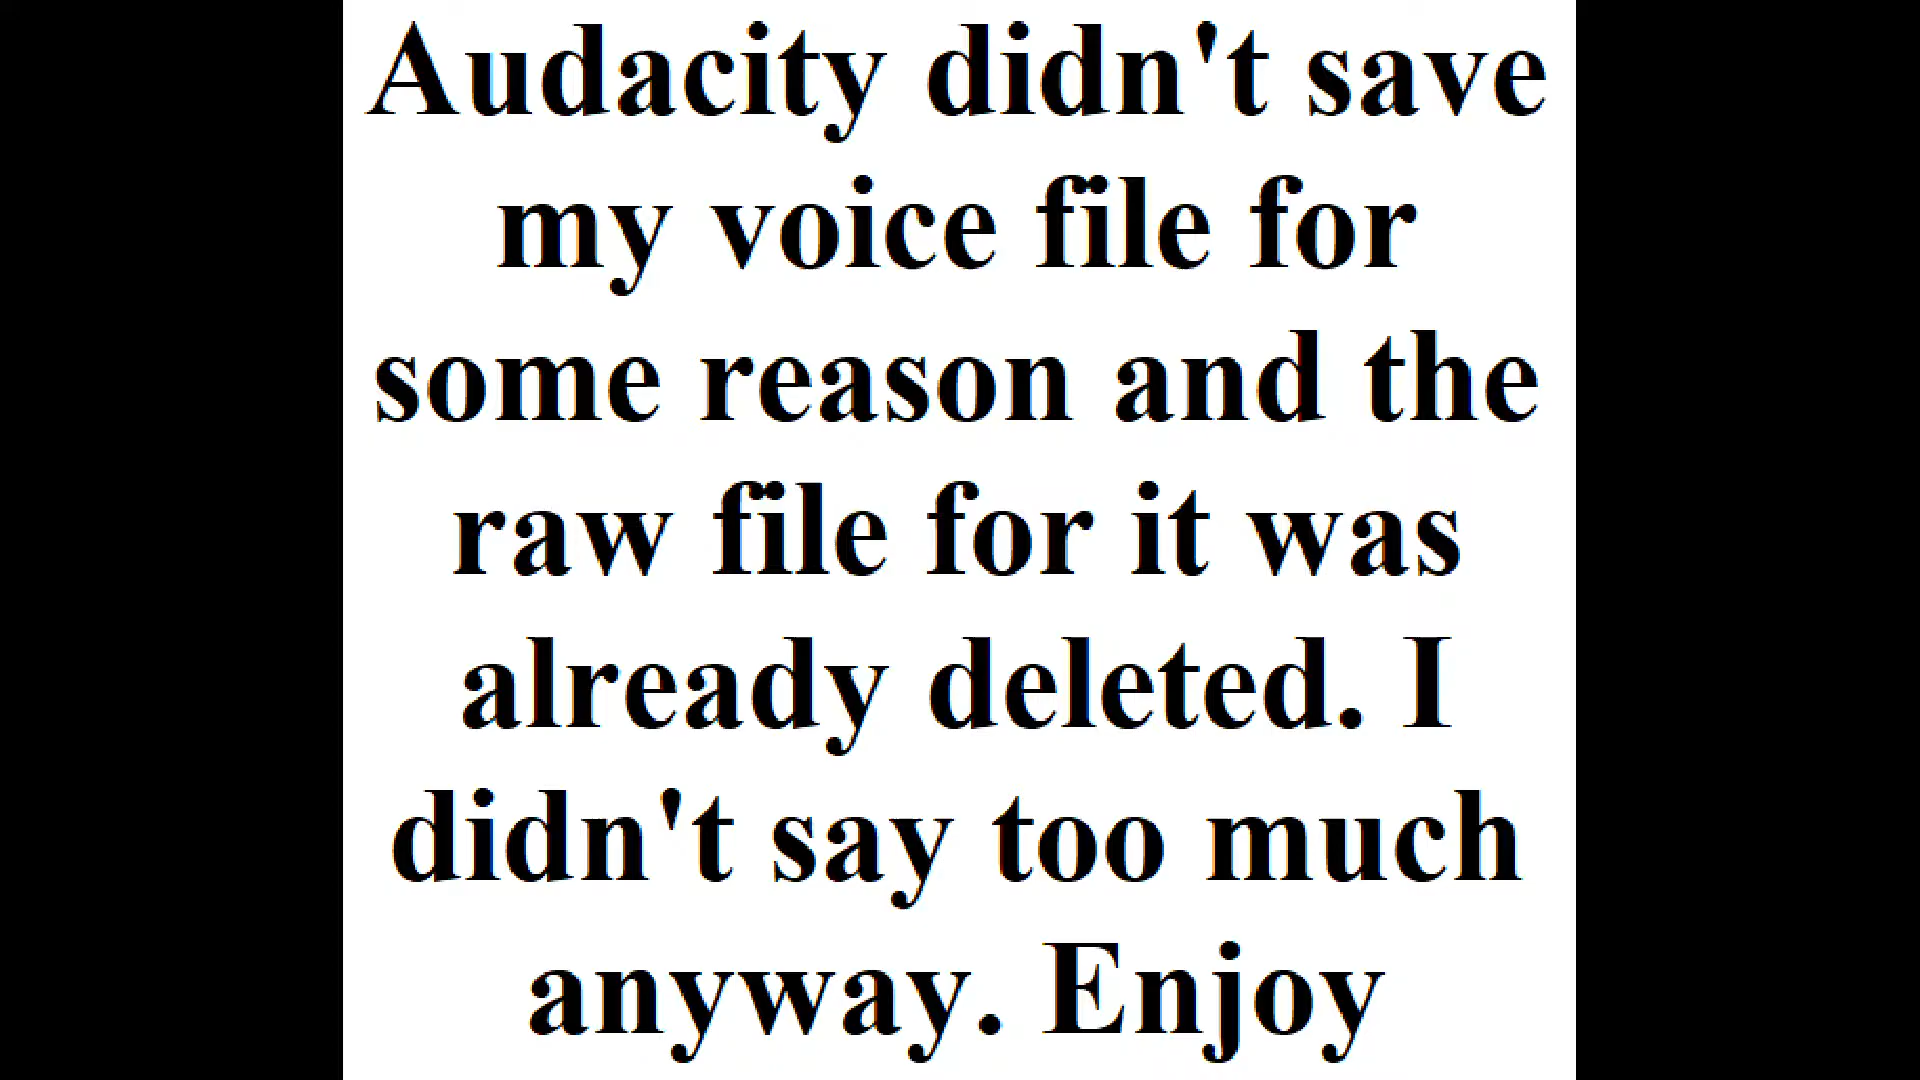 Audacity didn't save
my voice file for
some reason and the
raw file for it was
already deleted. I
didn't say too much
anyway. Enjoy